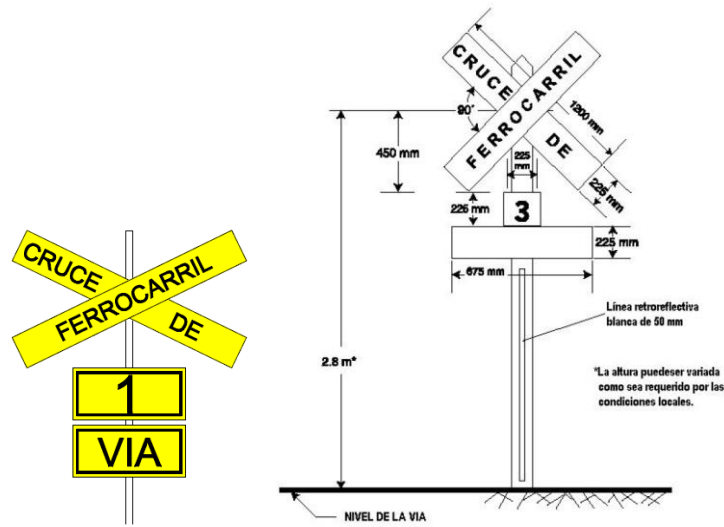 CRUCE
DE
FERROCARRIL
1
VIA
CRUCE
DE
FERROCARRIL
90°
1200 mm
450 mm
225
mm
225 mm
226 mm
3
225 mm
675 mm
2.8 m*
Línea retroreflectiva
blanca de 50 mm
*La altura puedeser variada
como sea requerido por las
condiciones locales.
NIVEL DE LA VIA